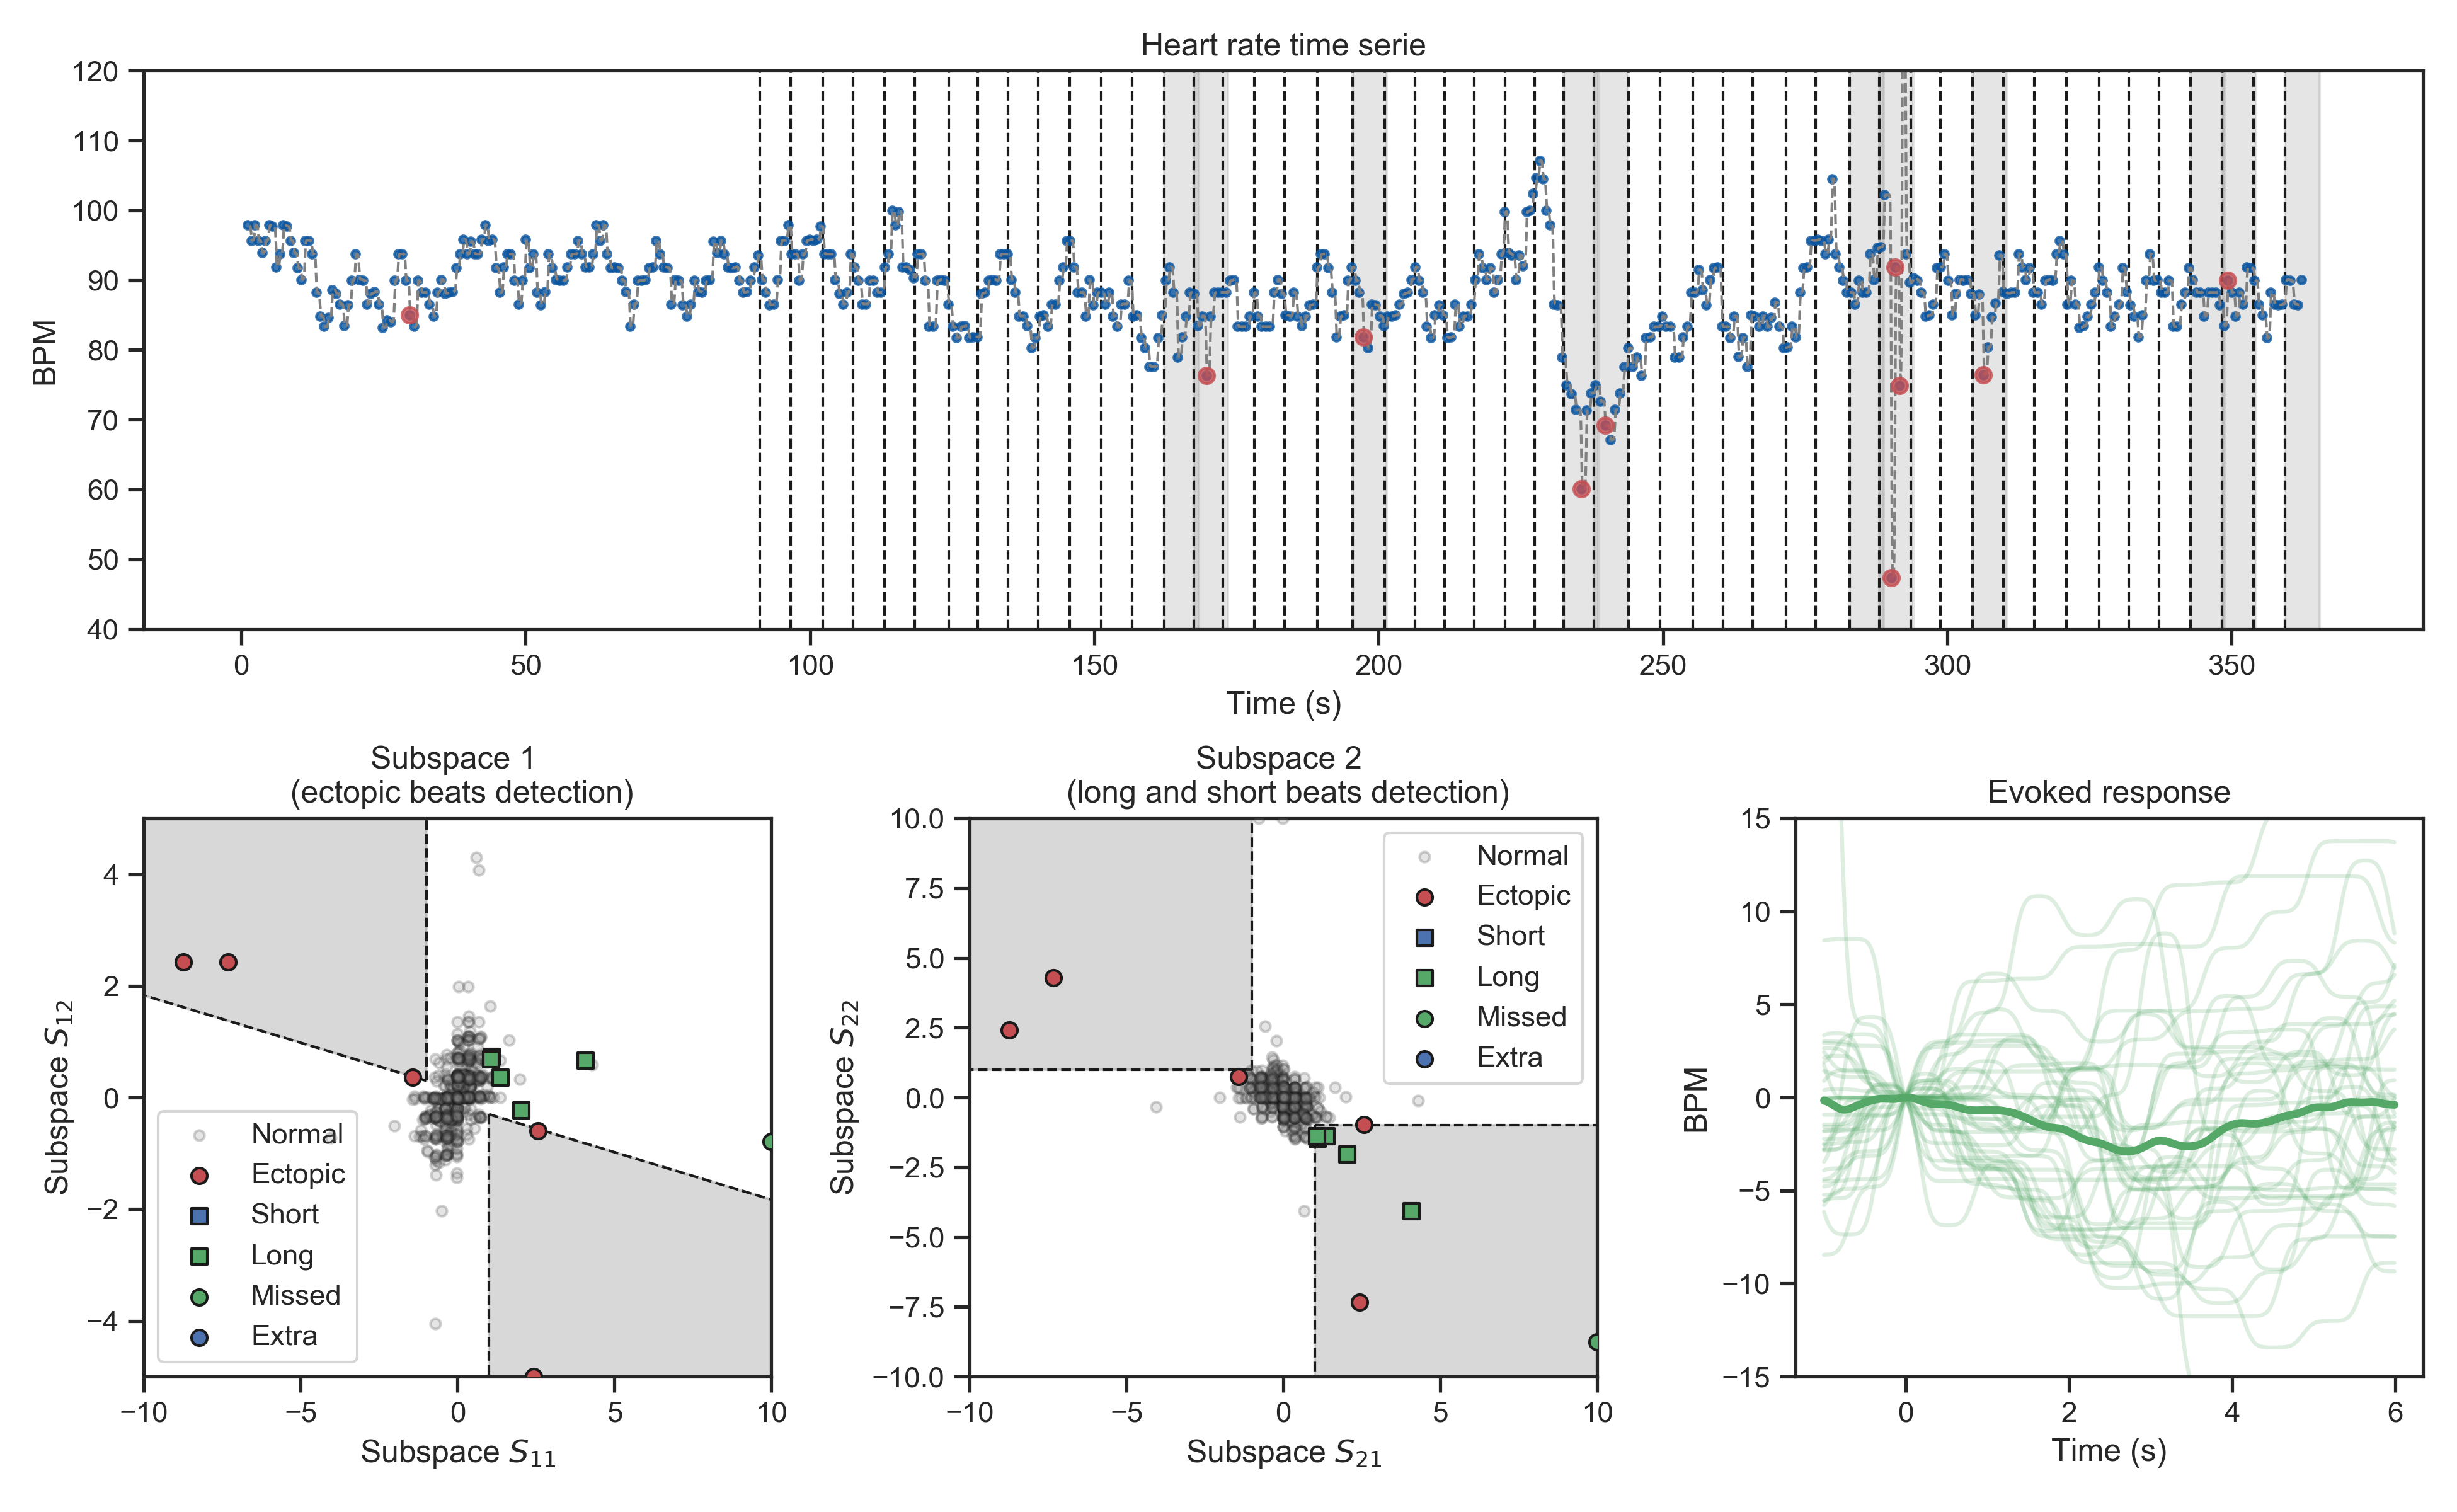 Heart rate time serie
120
110
100
90
80
70
60
50
40
BPM
0 50 100 150 200 250 300 350
Time (s)
Subspace 1
(ectopic beats detection)
4
2
0
−2
−4
Subspace S12
Normal
Ectopic
Short
Long
Missed
Extra
−10 −5 0 5 10
Subspace S11
Subspace 2
(long and short beats detection)
10.0
7.5
5.0
2.5
0.0
−2.5
−5.0
−7.5
−10.0
Subspace S22
Normal
Ectopic
Short
Long
Missed
Extra
−10 −5 0 5 10
Subspace S21
Evoked response
15
10
5
0
−5
−10
−15
BPM
0 2 4 6
Time (s)